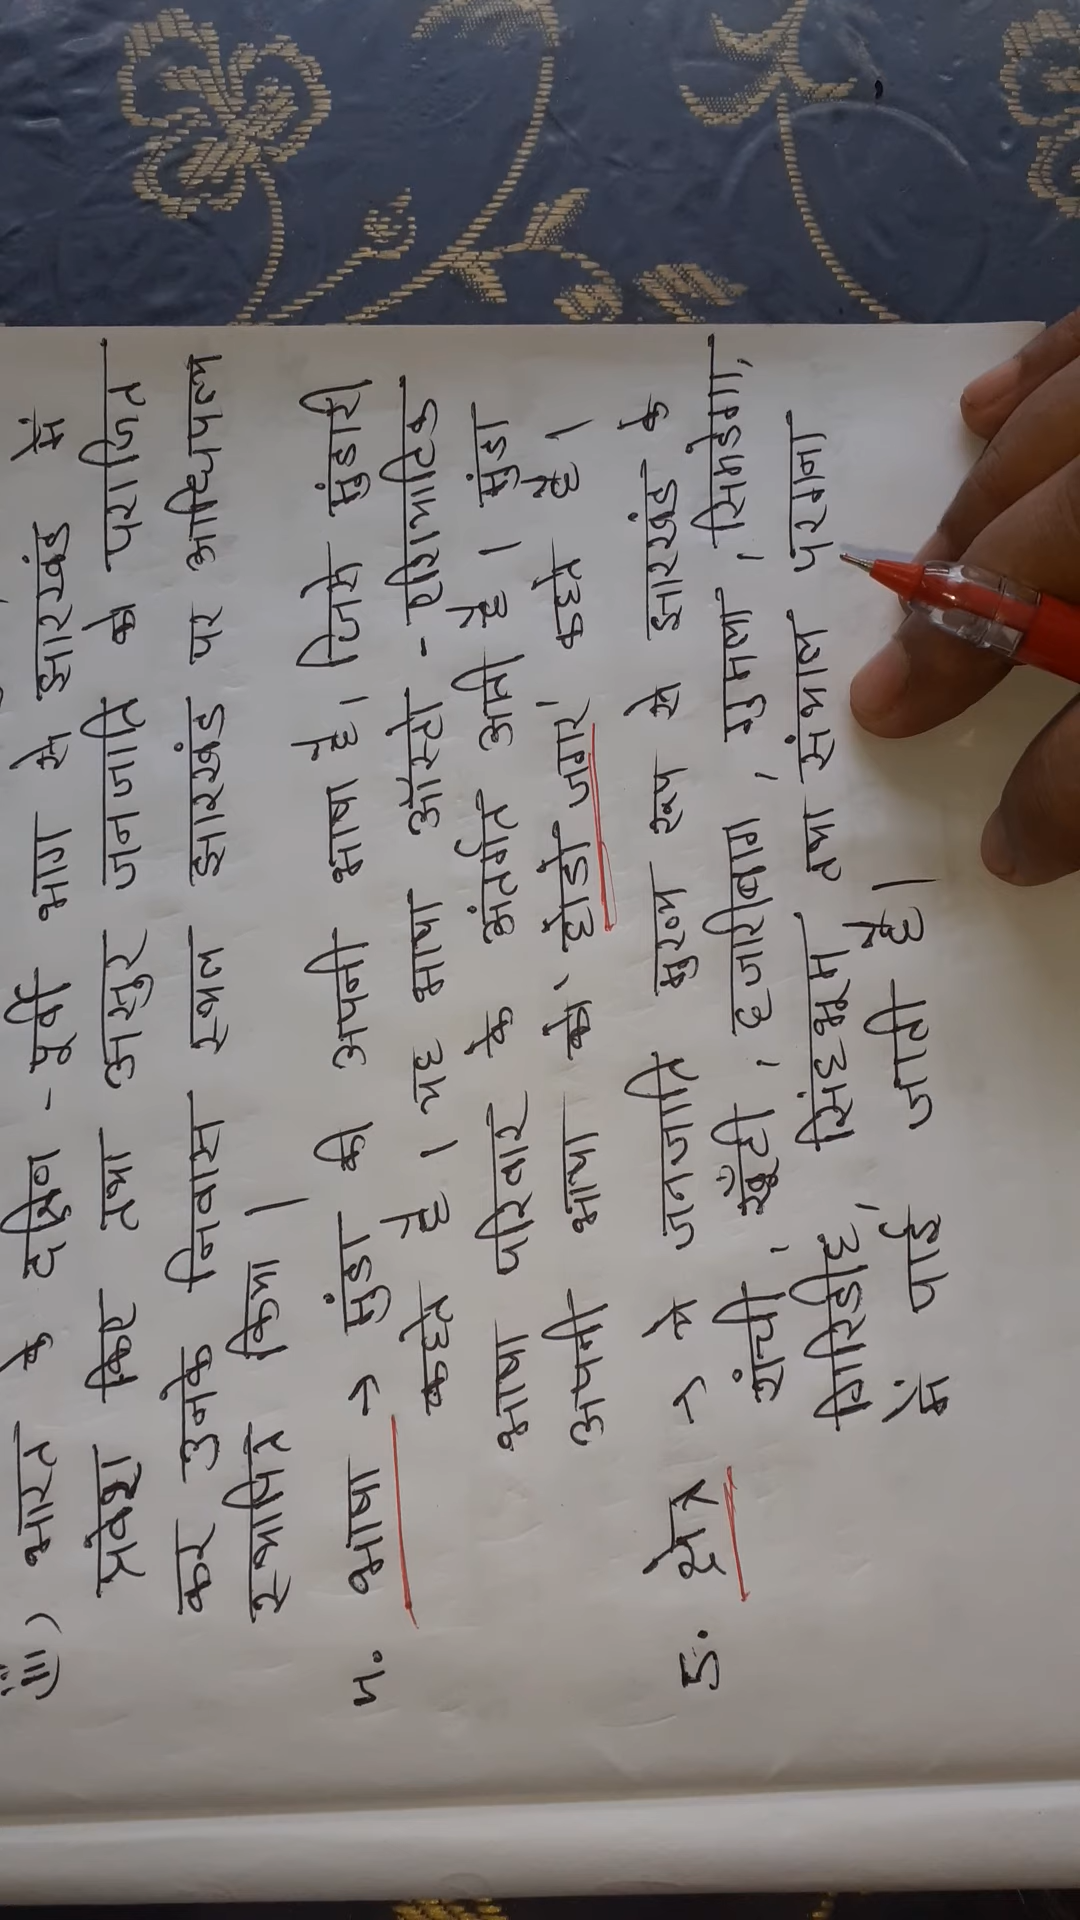 (iii) भारत के दक्षिण - पूर्वी भाग से झारखंड में
प्रवेश किए तथा असुर जनजाति को पराजित
कर उनके निवास स्थल झारखंड पर आधिपत्य
स्थापित किया।
4. भाषा → मुंडा की अपनी भाषा है। जिसे मुंडारी
कहते है। यह भाषा ऑस्ट्रो - एशियाटिक
भाषा परिवार के अंतर्गत आती है। मुंडा
अपनी भाषा को 'होड़ो जगर' कहते है।
5. क्षेत्र → ये जनजाति मुख्य रूप से झारखंड के
रांची, खूँटी, हजारीबाग, गुमला, सिमडेगा,
गिरिडीह, सिंहभूम तथा संथाल परगना
में पाई जाती है।